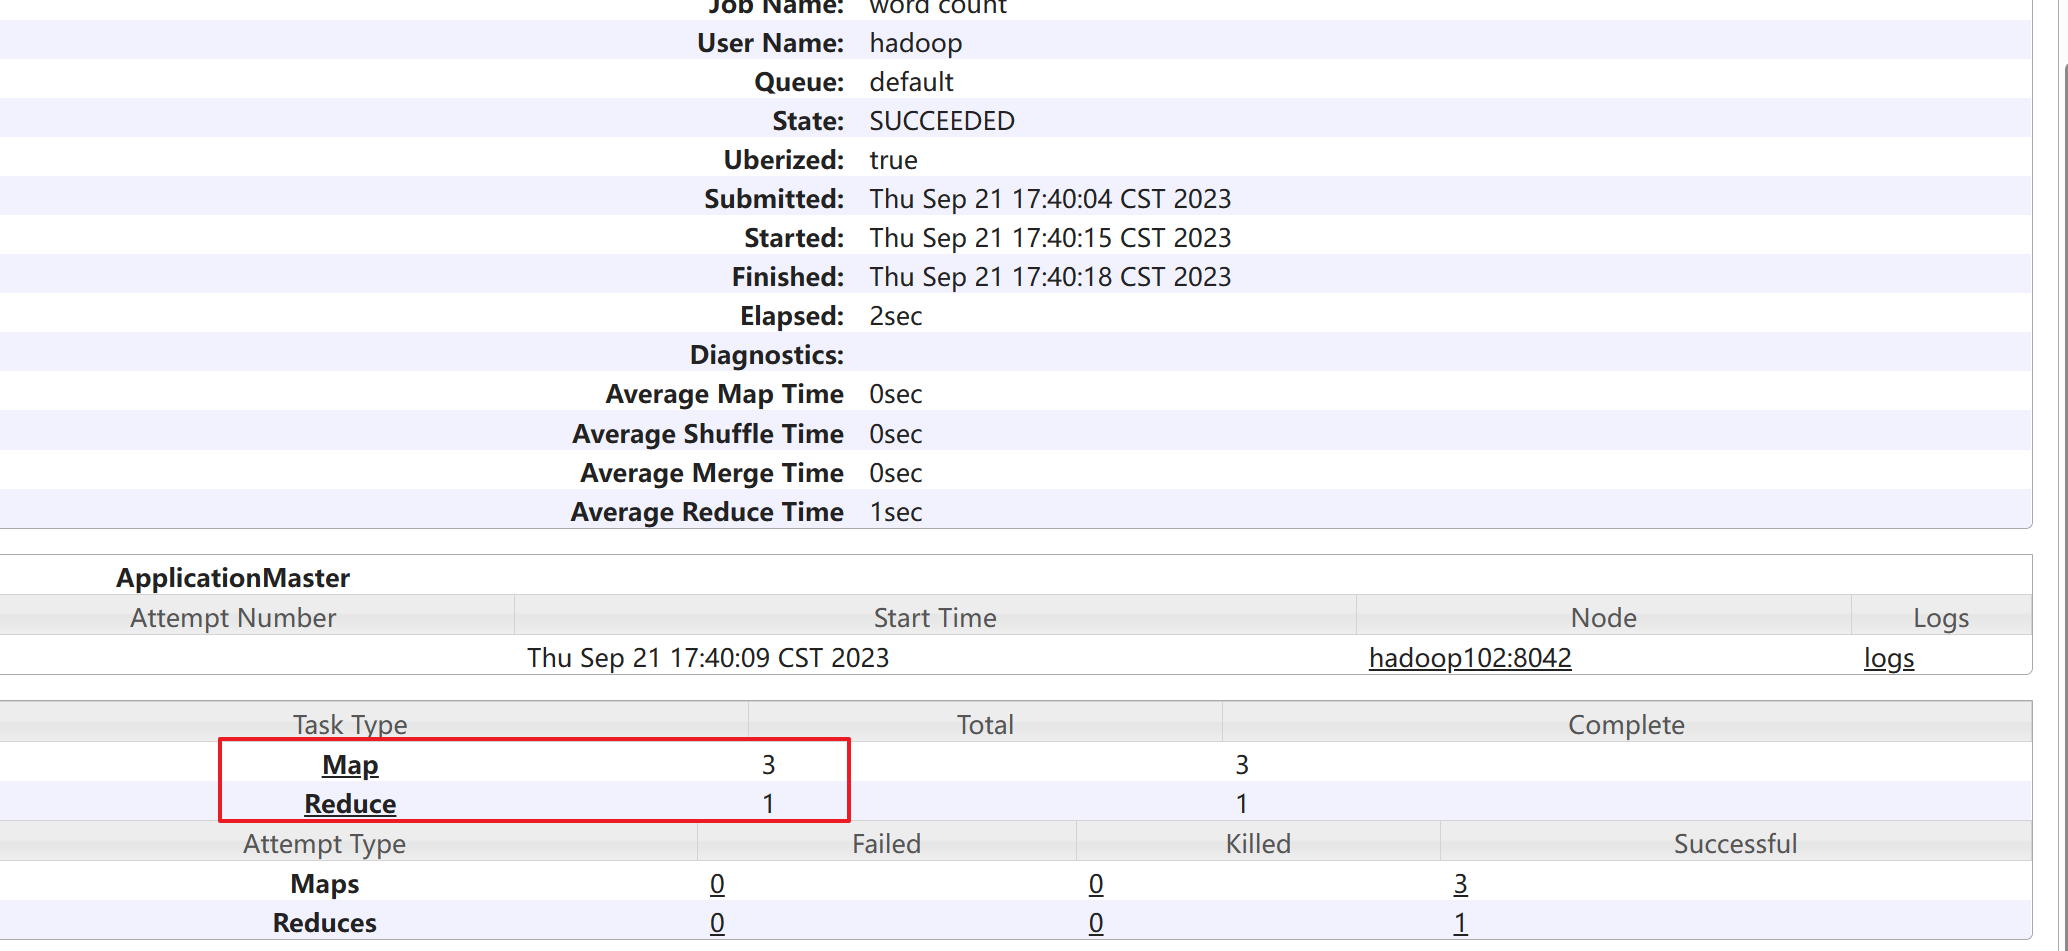 Job Name: word count
User Name: hadoop
Queue: default
State: SUCCEEDED
Uberized: true
Submitted: Thu Sep 21 17:40:04 CST 2023
Started: Thu Sep 21 17:40:15 CST 2023
Finished: Thu Sep 21 17:40:18 CST 2023
Elapsed: 2sec
Diagnostics:
Average Map Time 0sec
Average Shuffle Time 0sec
Average Merge Time 0sec
Average Reduce Time 1sec
ApplicationMaster
Attempt Number Start Time Node Logs
Thu Sep 21 17:40:09 CST 2023 hadoop102:8042 logs
Task Type Total Complete
Map 3 3
Reduce 1 1
Attempt Type Failed Killed Successful
Maps 0 0 3
Reduces 0 0 1